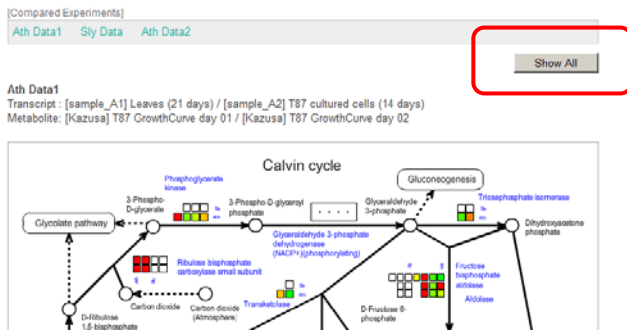 [Compared Experiments]
Ath Data1 Sly Data Ath Data2
Show All
Ath Data1
Transcript : [sample_A1] Leaves (21 days) / [sample_A2] T87 cultured cells (14 days)
Metabolite: [Kazusa] T87 GrowthCurve day 01 / [Kazusa] T87 GrowthCurve day 02
Calvin cycle
Phosphoglycerate
kinase
Gluconeogenesis
3-Phospho-
D-glycerate
3-Phospho-D-glyceroyl
phosphate
. . . .
Glyceraldehyde
3-phosphate
Triosephosphate isomerase
Glycolate pathway
Dihydroxyacetone
phosphate
Glyceraldehyde 3-phosphate
dehydrogenase
(NADP+)(phosphorylating)
Ribulose bisphosphate
carboxylase small subunit
Fructose
bisphosphate
aldolase
Aldolase
Carbon dioxide
Carbon dioxide
(Atmosphere)
Transketolase
D-Fructose 6-
phosphate
D-Ribulose
1,5-bisphosphate